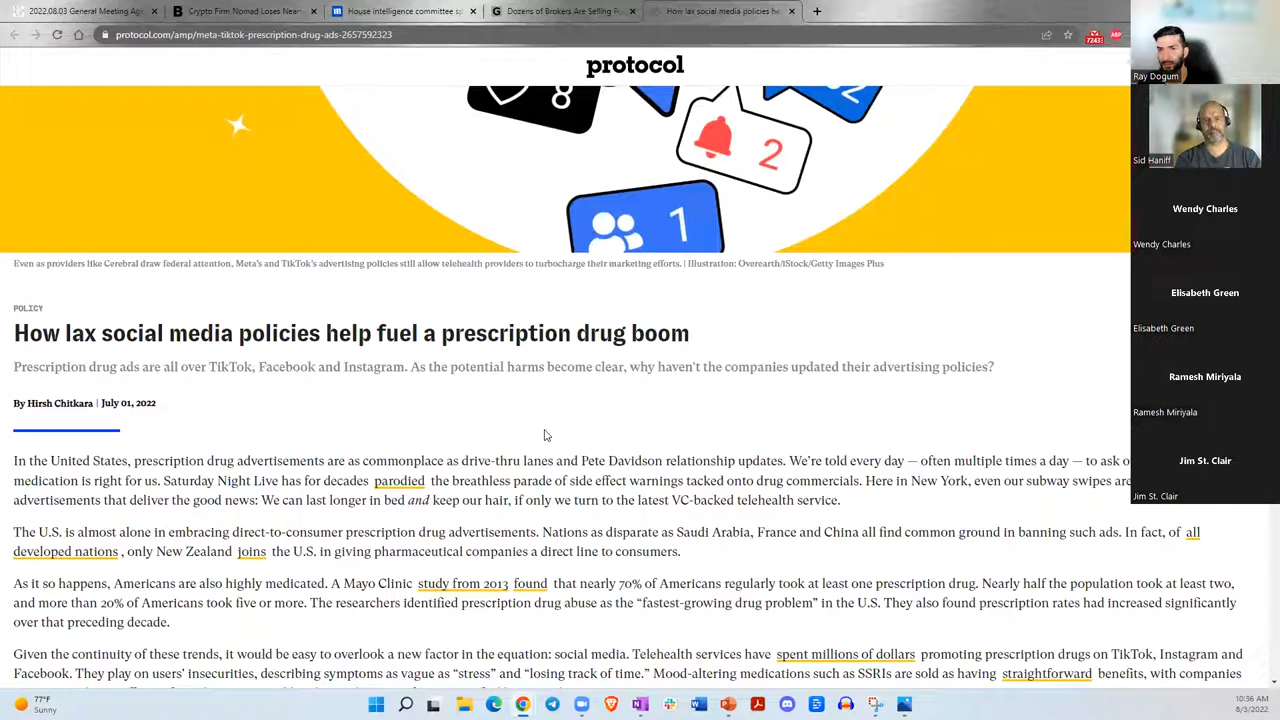 2022.08.03 General Meeting Age
Crypto Firm Nomad Loses Near
House intelligence committee sp
Dozens of Brokers Are Selling P
How lax social media policies he
protocol.com/amp/meta-tiktok-prescription-drug-ads-2657592323
ABP
protocol
8
2
2
1
Even as providers like Cerebral draw federal attention, Meta's and TikTok's advertising policies still allow telehealth providers to turbocharge their marketing efforts. | Illustration: Overearth/iStock/Getty Images Plus
POLICY
How lax social media policies help fuel a prescription drug boom
Prescription drug ads are all over TikTok, Facebook and Instagram. As the potential harms become clear, why haven't the companies updated their advertising policies?
By Hirsh Chitkara | July 01, 2022
In the United States, prescription drug advertisements are as commonplace as drive-thru lanes and Pete Davidson relationship updates. We're told every day — often multiple times a day — to ask o
medication is right for us. Saturday Night Live has for decades parodied the breathless parade of side effect warnings tacked onto drug commercials. Here in New York, even our subway swipes are
advertisements that deliver the good news: We can last longer in bed and keep our hair, if only we turn to the latest VC-backed telehealth service.
The U.S. is almost alone in embracing direct-to-consumer prescription drug advertisements. Nations as disparate as Saudi Arabia, France and China all find common ground in banning such ads. In fact, of all
developed nations , only New Zealand joins the U.S. in giving pharmaceutical companies a direct line to consumers.
As it so happens, Americans are also highly medicated. A Mayo Clinic study from 2013 found that nearly 70% of Americans regularly took at least one prescription drug. Nearly half the population took at least two,
and more than 20% of Americans took five or more. The researchers identified prescription drug abuse as the "fastest-growing drug problem" in the U.S. They also found prescription rates had increased significantly
over that preceding decade.
Given the continuity of these trends, it would be easy to overlook a new factor in the equation: social media. Telehealth services have spent millions of dollars promoting prescription drugs on TikTok, Instagram and
Facebook. They play on users' insecurities, describing symptoms as vague as "stress" and "losing track of time." Mood-altering medications such as SSRIs are sold as having straightforward benefits, with companies
Ray Dogum
Sid Haniff
Wendy Charles
Wendy Charles
Elisabeth Green
Elisabeth Green
Ramesh Miriyala
Ramesh Miriyala
Jim St. Clair
Jim St. Clair
77°F
Sunny
10:36 AM
8/3/2022